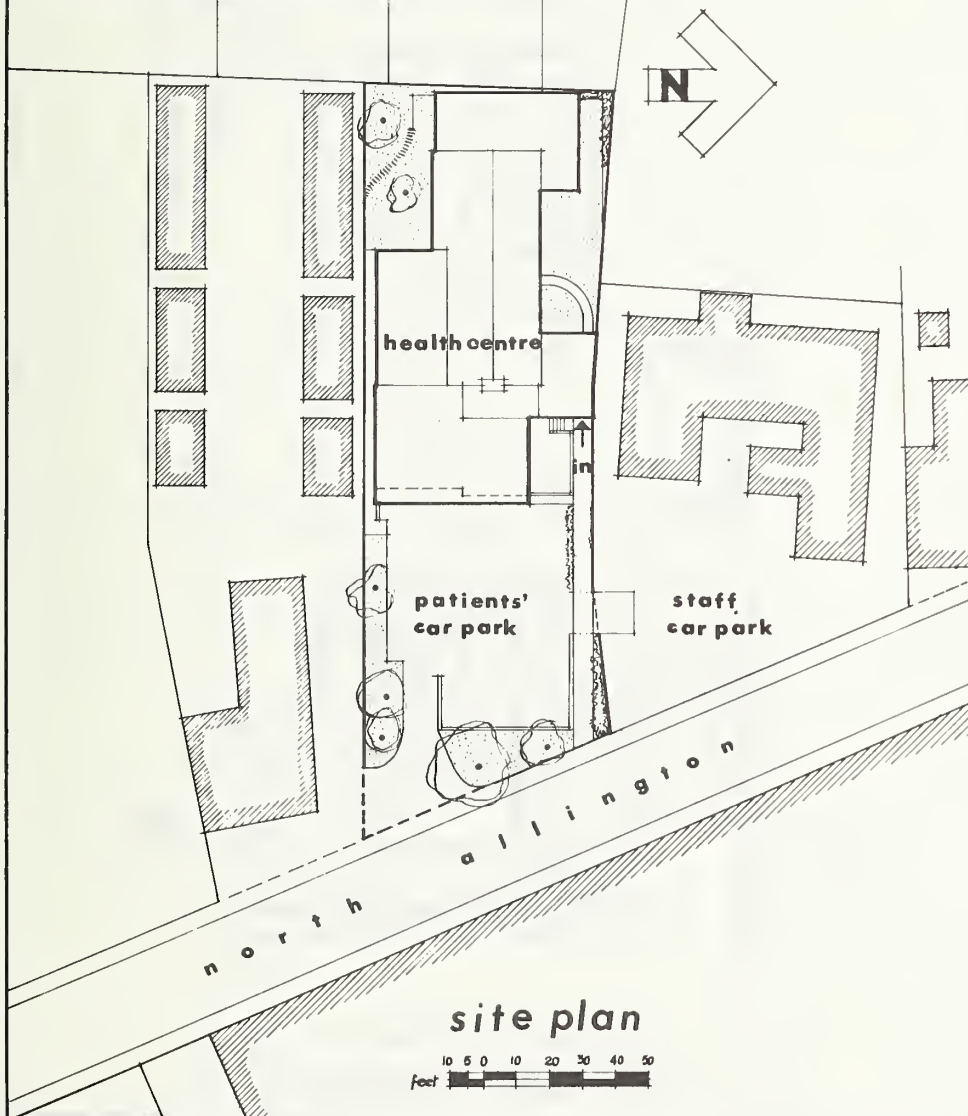 N
health centre
in
patients'
car park
staff
car park
north allington
site plan
10 5 0 10 20 30 40 50
feet